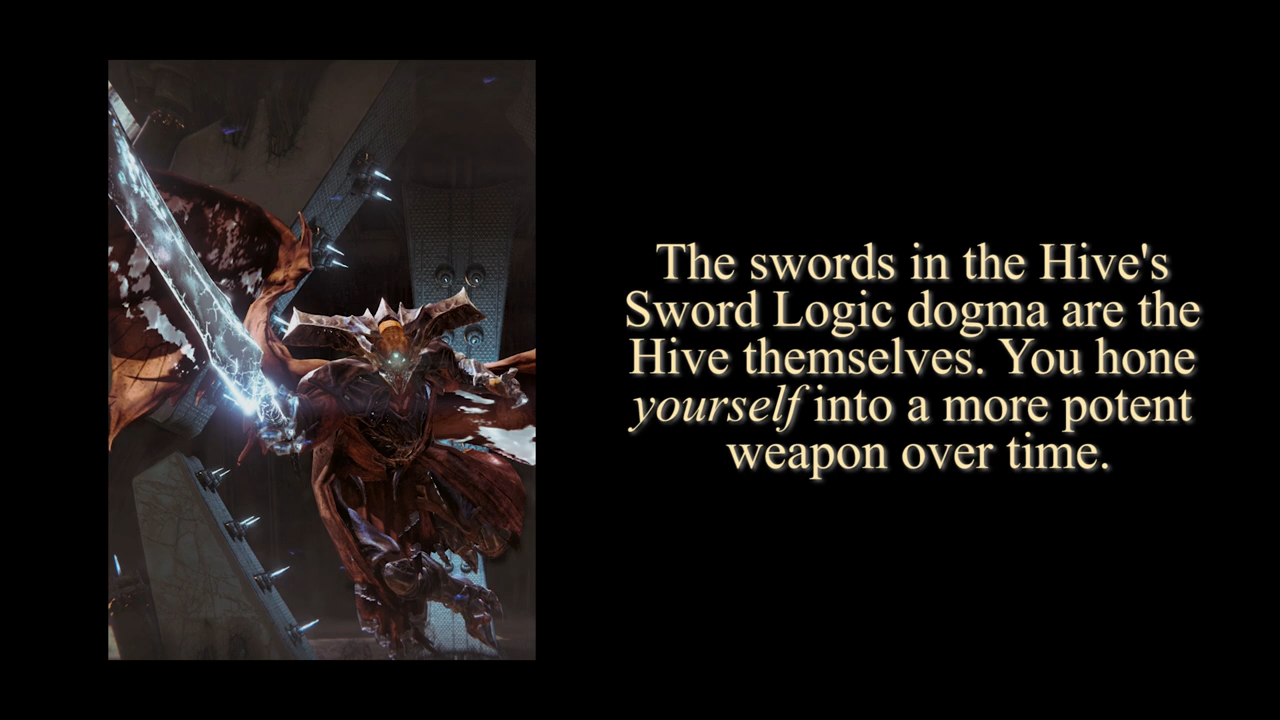 The swords in the Hive's
Sword Logic dogma are the
Hive themselves. You hone
yourself into a more potent
weapon over time.